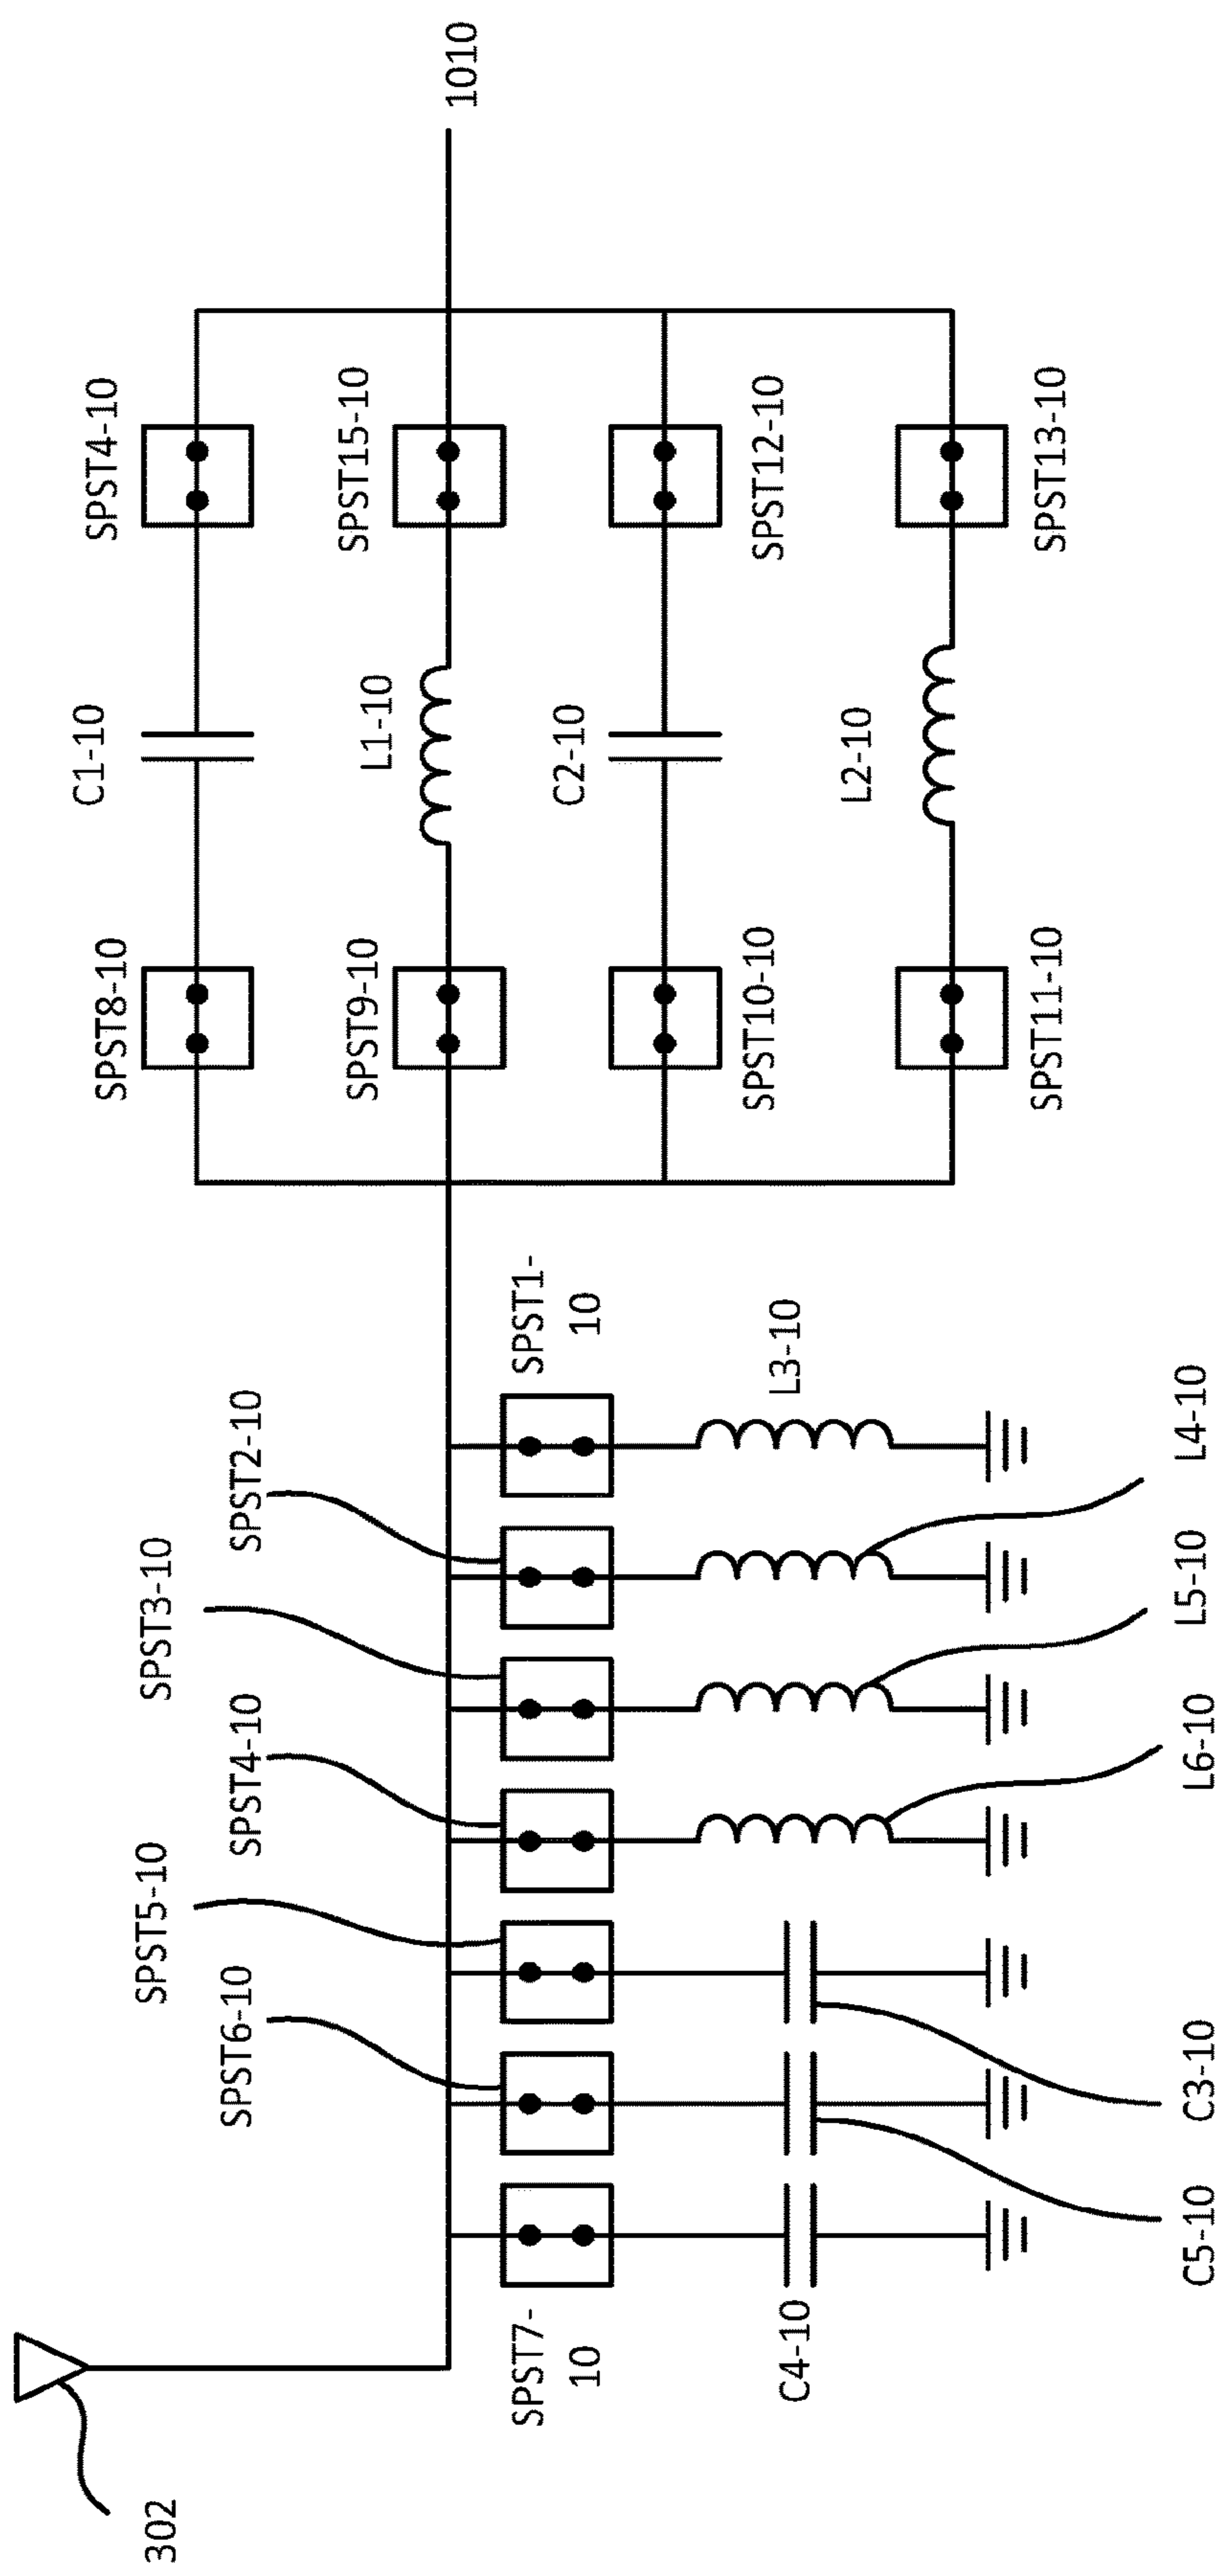 302
SPST7-
10
C4-10
SPST6-10
C5-10
SPST5-10
C3-10
SPST4-10
L6-10
SPST3-10
L5-10
SPST2-10
L4-10
SPST1-
10
L3-10
SPST8-10
C1-10
SPST4-10
SPST9-10
L1-10
SPST15-10
SPST10-10
C2-10
SPST12-10
SPST11-10
L2-10
SPST13-10
1010